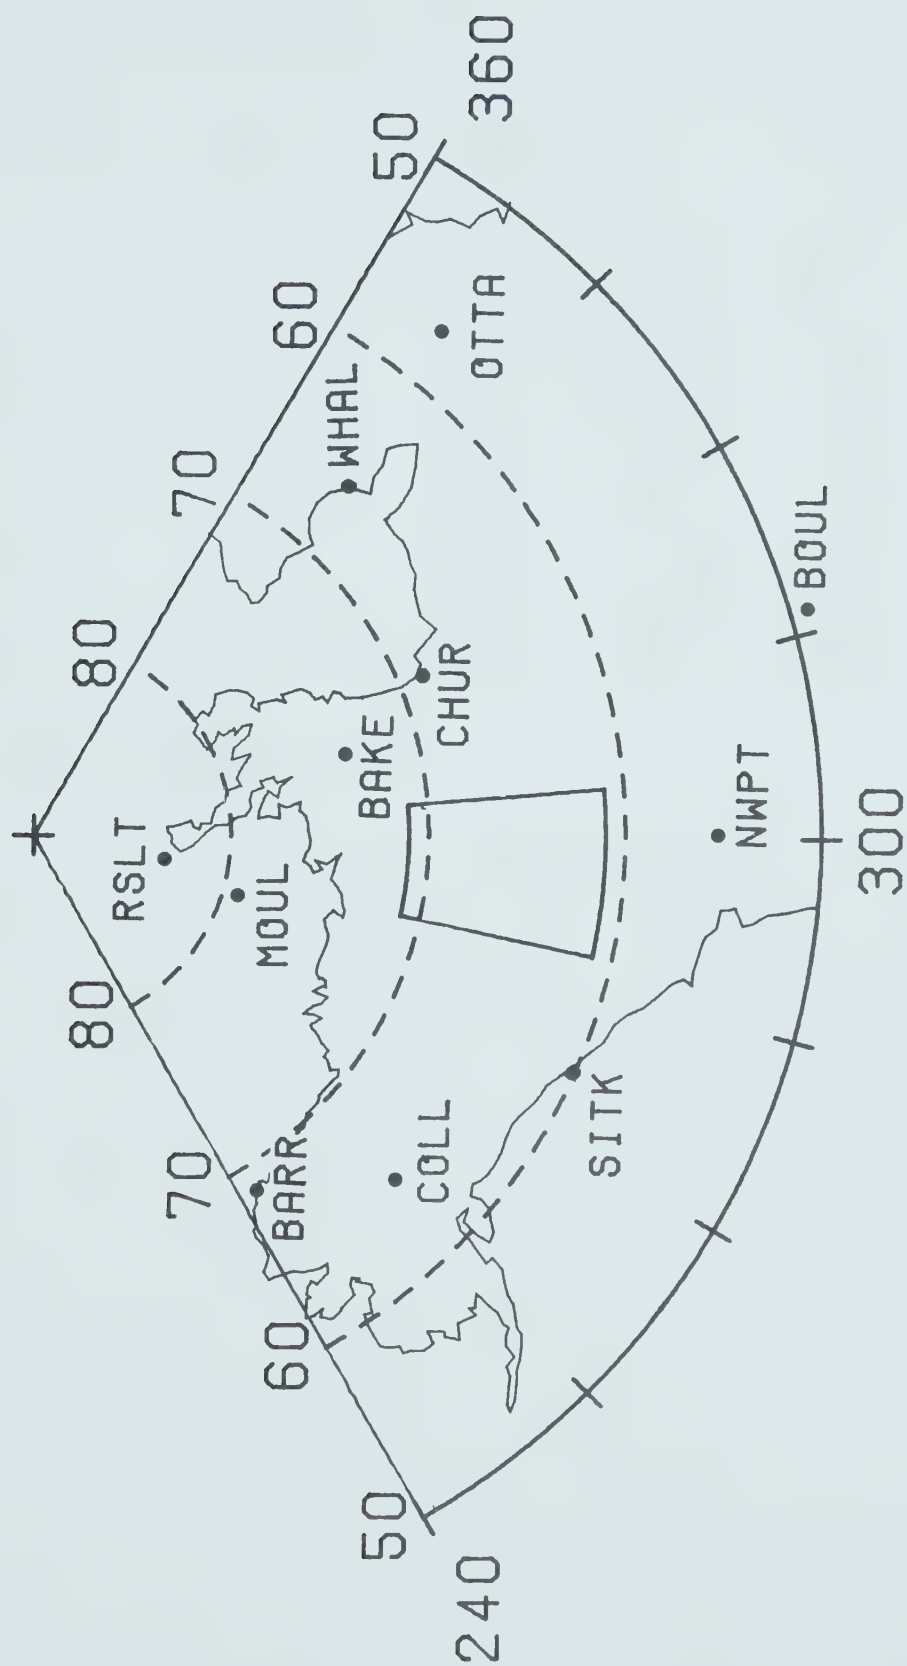 360
50
60
70
80
80
70
60
50
240
300
OTTA
WHAL
BOUL
CHUR
BAKE
NWPT
RSLT
MOUL
SITK
COLL
BARR